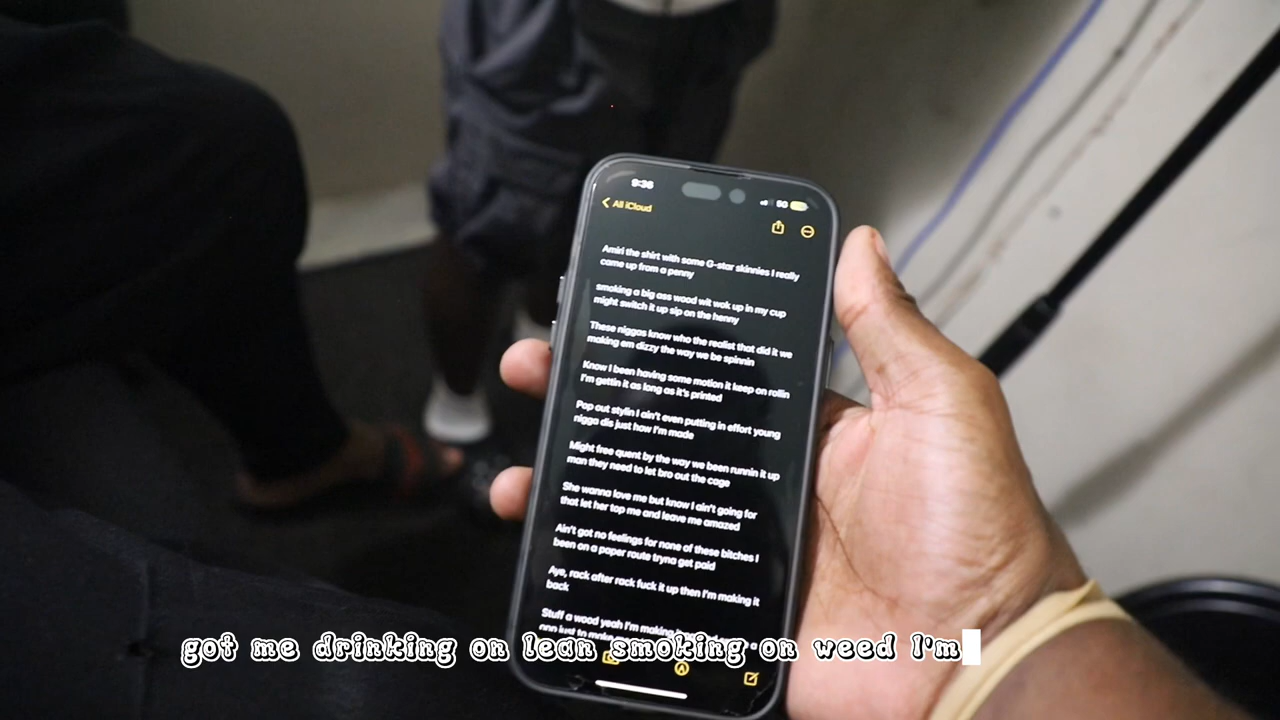 9:36
5G
All iCloud
Amiri the shirt with some G-star skinnies I really
came up from a penny
smoking a big ass wood wit wok up in my cup
might switch it up sip on the henny
These niggas know who the realist that did it we
making em dizzy the way we be spinnin
Know I been having some motion it keep on rollin
I'm gettin it as long as it's printed
Pop out stylin I ain't even putting in effort young
nigga dis just how I'm made
Might free quent by the way we been runnin it up
man they need to let bro out the cage
She wanna love me but know I ain't going for
that let her top me and leave me amazed
Ain't got no feelings for none of these bitches I
been on a paper route tryna get paid
Aye, rack after rack fuck it up then I'm making it
back
Stuff a wood yeah I'm making
got me drinking on lean smoking on weed I'm